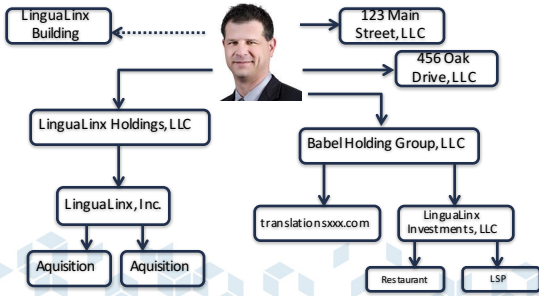 LinguaLinx
Building
123 Main
Street, LLC
456 Oak
Drive, LLC
LinguaLinx Holdings, LLC
Babel Holding Group, LLC
LinguaLinx, Inc.
translationsxxx.com
LinguaLinx
Investments, LLC
Aquisition
Aquisition
Restaurant
LSP